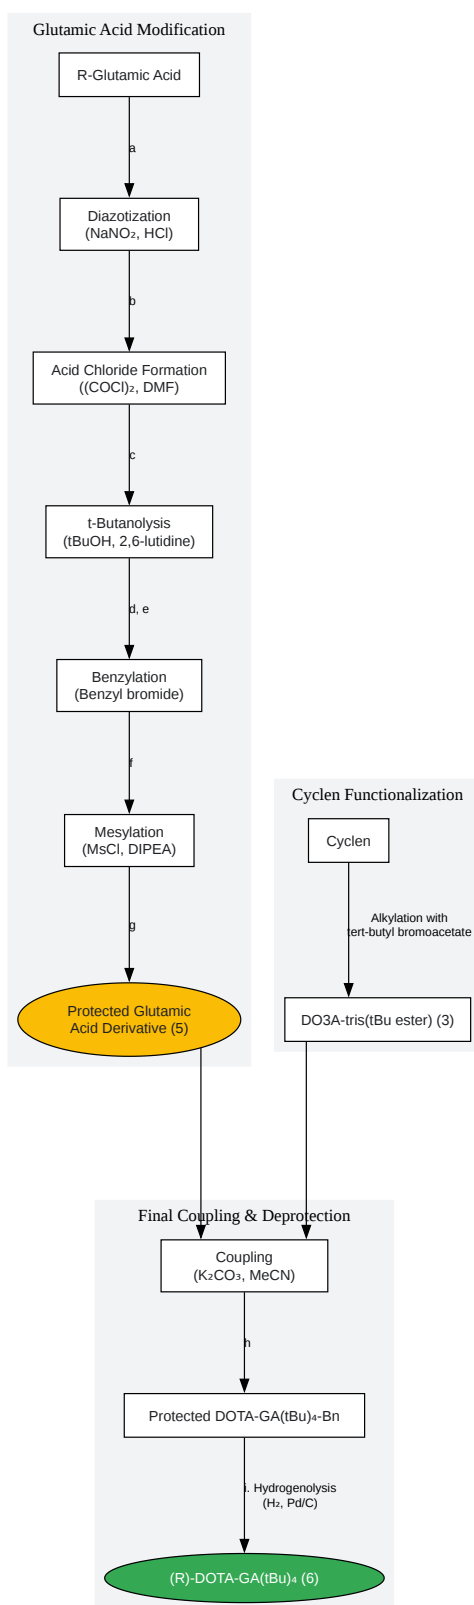 Glutamic Acid Modification
R-Glutamic Acid
a
Diazotization
(NaNO₂, HCl)
b
Acid Chloride Formation
((COCl)₂, DMF)
c
t-Butanolysis
(tBuOH, 2,6-lutidine)
d, e
Benzylation
(Benzyl bromide)
f
Mesylation
(MsCl, DIPEA)
g
Protected Glutamic
Acid Derivative (5)
Cyclen Functionalization
Cyclen
Alkylation with
tert-butyl bromoacetate
DO3A-tris(tBu ester) (3)
Final Coupling & Deprotection
Coupling
(K₂CO₃, MeCN)
h
Protected DOTA-GA(tBu)₄-Bn
i. Hydrogenolysis
(H₂, Pd/C)
(R)-DOTA-GA(tBu)₄ (6)